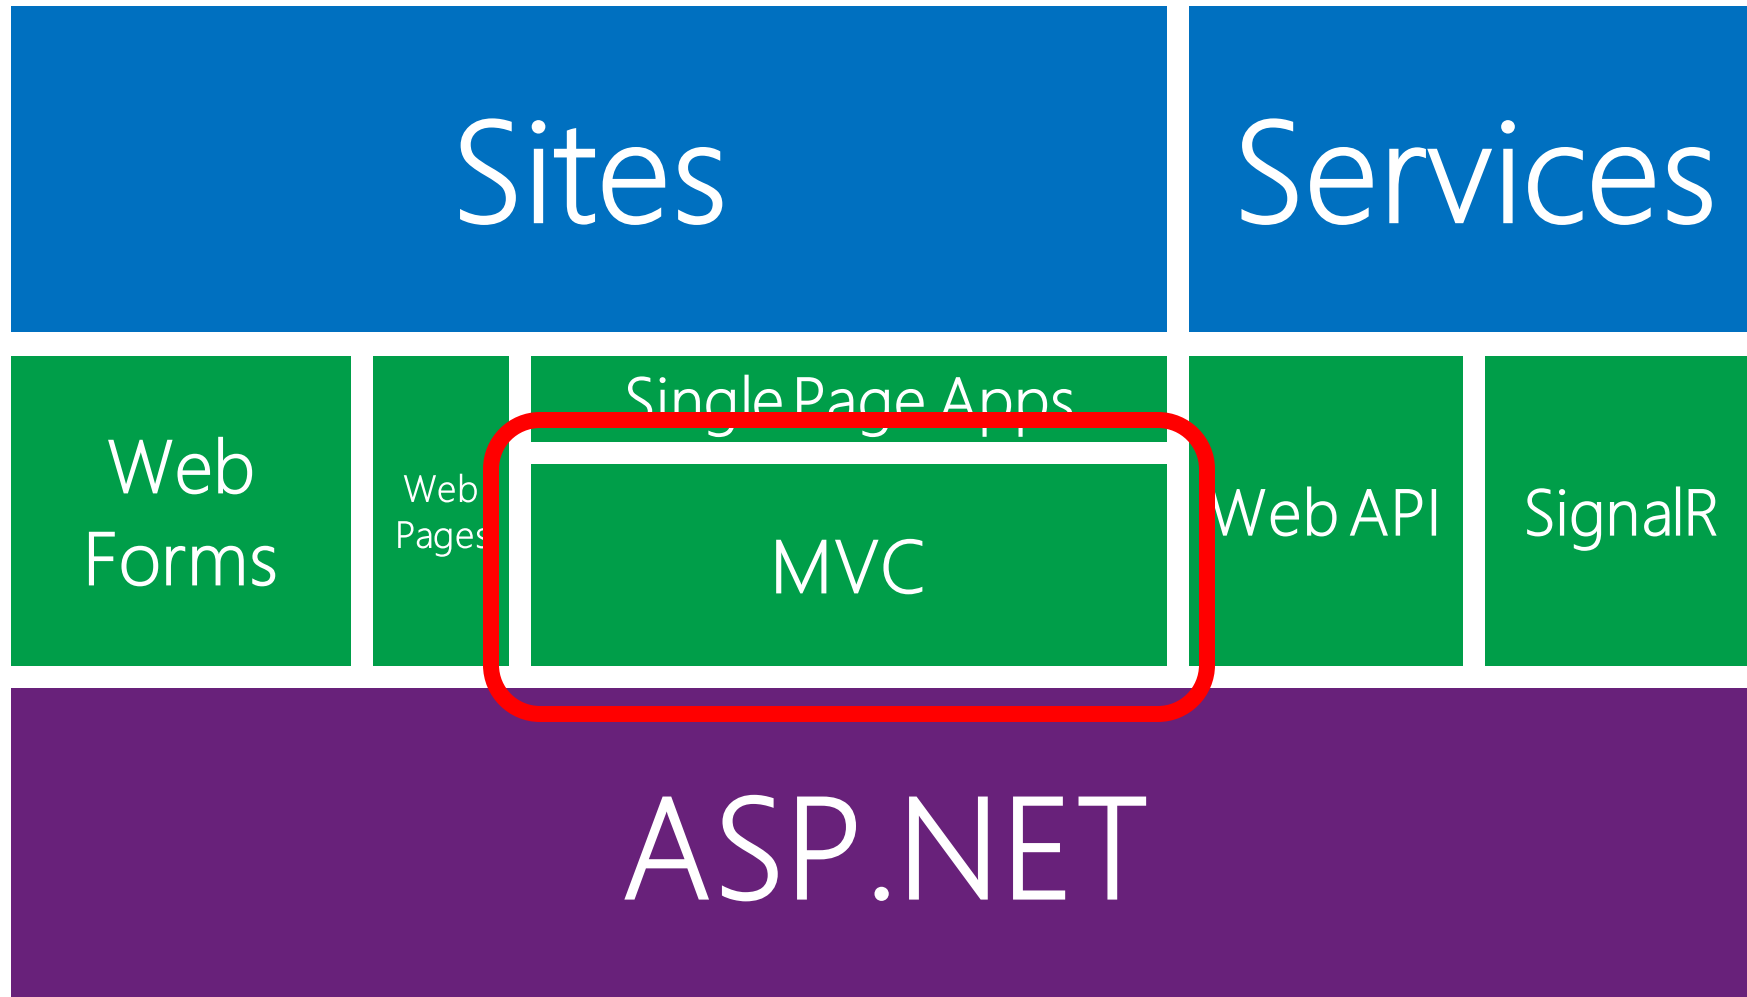 Sites
Services
Web
Forms
Web
Pages
Single Page Apps
MVC
Web API
SignalR
ASP.NET